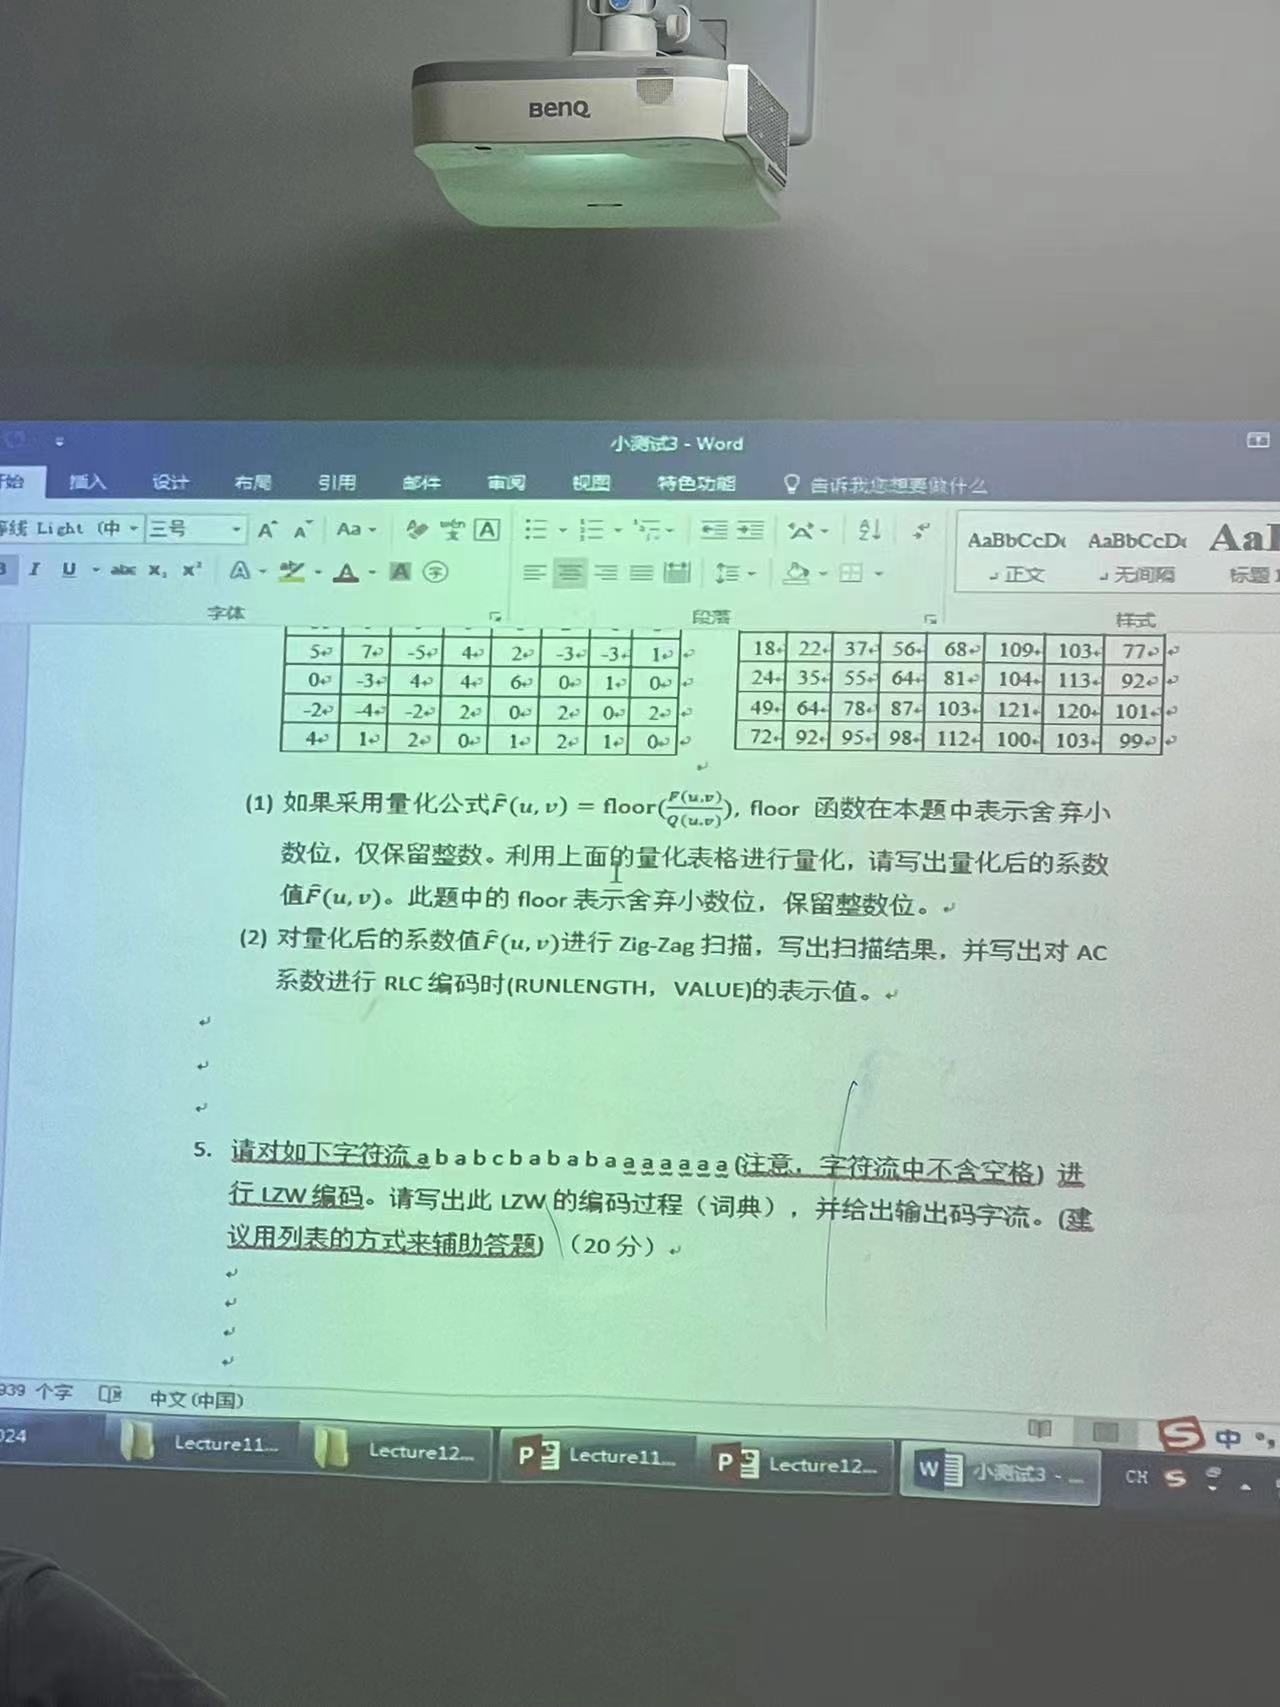 BenQ
小测试3 - Word
插入 设计 布局 引用 邮件 审阅 视图 特色功能 告诉我您想要做什么
Light (中 三号 Aa A AaBbCcDc AaBbCcDc AaI
I U abc x₂ x² A A 字 正文 无间隔 标题 1
字体 段落 样式
5 7 -5 4 2 -3 -3 1 18 22 37 56 68 109 103 77
0 -3 4 4 6 0 1 0 24 35 55 64 81 104 113 92
-2 -4 -2 2 0 2 0 2 49 64 78 87 103 121 120 101
4 1 2 0 1 2 1 0 72 92 95 98 112 100 103 99
(1) 如果采用量化公式F̂(u, v) = floor(F(u,v)/Q(u,v)), floor 函数在本题中表示舍弃小
数位，仅保留整数。利用上面的量化表格进行量化，请写出量化后的系数
值F̂(u, v)。此题中的 floor 表示舍弃小数位，保留整数位。
(2) 对量化后的系数值F̂(u, v)进行 Zig-Zag 扫描，写出扫描结果，并写出对 AC
系数进行 RLC 编码时(RUNLENGTH，VALUE)的表示值。
5. 请对如下字符流 a b a b c b a b a b a a a a a a a (注意，字符流中不含空格) 进
行 LZW 编码。请写出此 LZW 的编码过程（词典），并给出输出码字流。(建
议用列表的方式来辅助答题) （20 分）
939 个字 中文(中国)
中
024 Lecture11... Lecture12... Lecture11... Lecture12... 小测试3 - ... CH